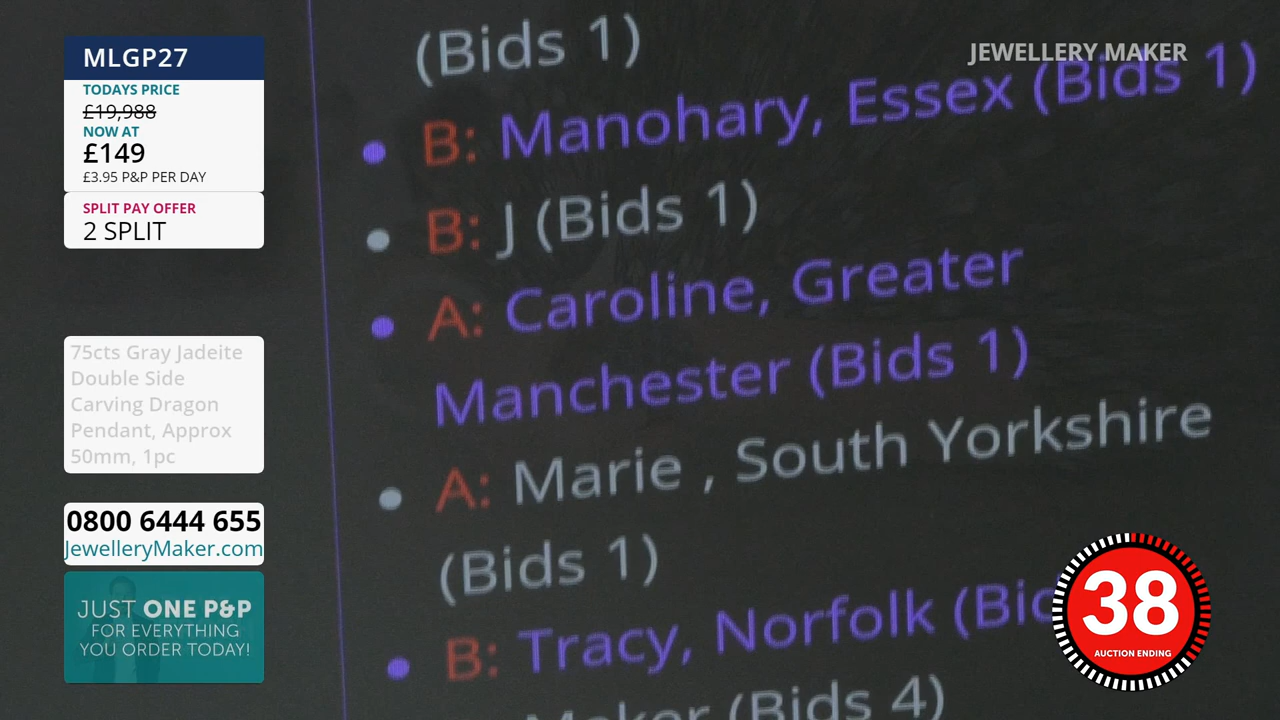 MLGP27
TODAYS PRICE
£19,988
NOW AT
£149
£3.95 P&P PER DAY
SPLIT PAY OFFER
2 SPLIT
75cts Gray Jadeite
Double Side
Carving Dragon
Pendant, Approx
50mm, 1pc
0800 6444 655
JewelleryMaker.com
JUST ONE P&P
FOR EVERYTHING
YOU ORDER TODAY!
JEWELLERY MAKER
(Bids 1)
B: Manohary, Essex (Bids 1)
B: J (Bids 1)
A: Caroline, Greater
Manchester (Bids 1)
A: Marie , South Yorkshire
(Bids 1)
B: Tracy, Norfolk
(Bids 4)
38
AUCTION ENDING